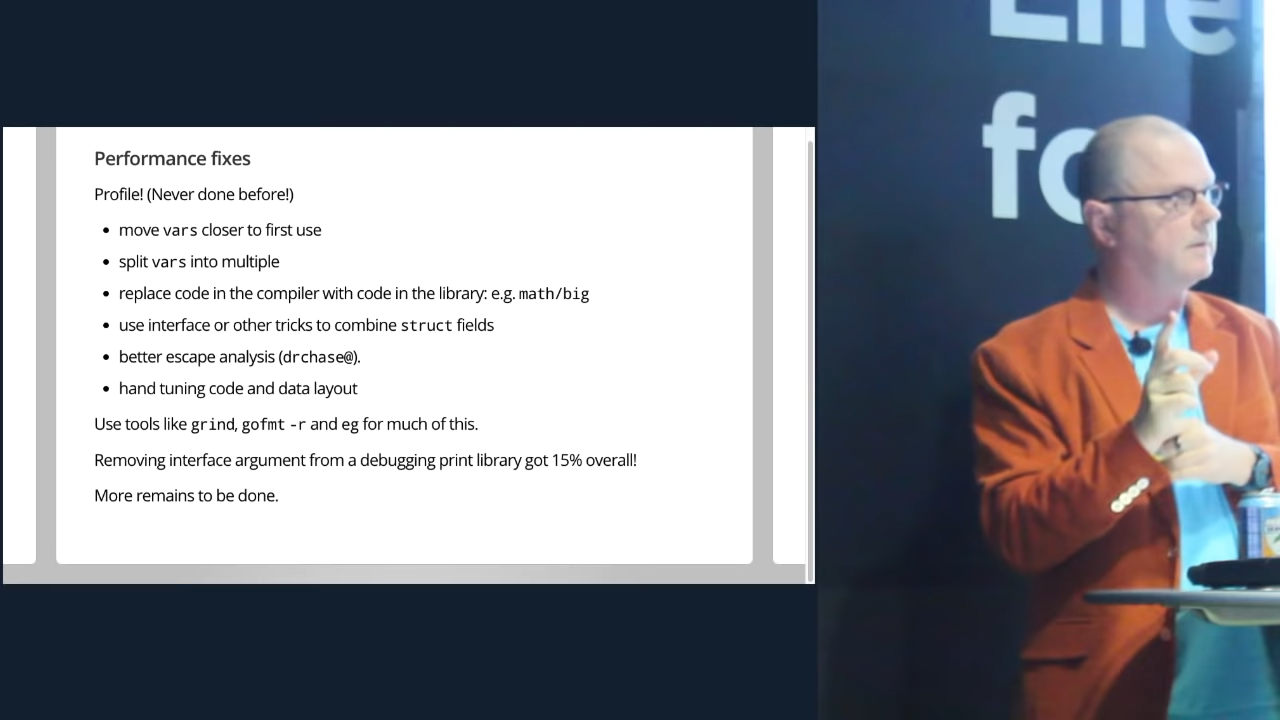 Life
fo
Performance fixes
Profile! (Never done before!)
• move vars closer to first use
• split vars into multiple
• replace code in the compiler with code in the library: e.g. math/big
• use interface or other tricks to combine struct fields
• better escape analysis (drchase@).
• hand tuning code and data layout
Use tools like grind, gofmt -r and eg for much of this.
Removing interface argument from a debugging print library got 15% overall!
More remains to be done.